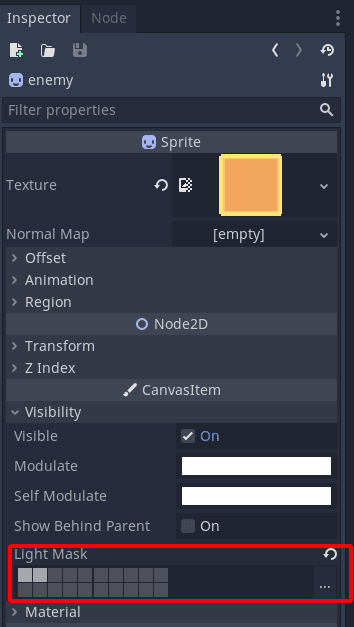 Inspector Node
enemy
Filter properties
Sprite
Texture
Normal Map [empty]
Offset
Animation
Region
Node2D
Transform
Z Index
CanvasItem
Visibility
Visible On
Modulate
Self Modulate
Show Behind Parent On
Light Mask
...
Material